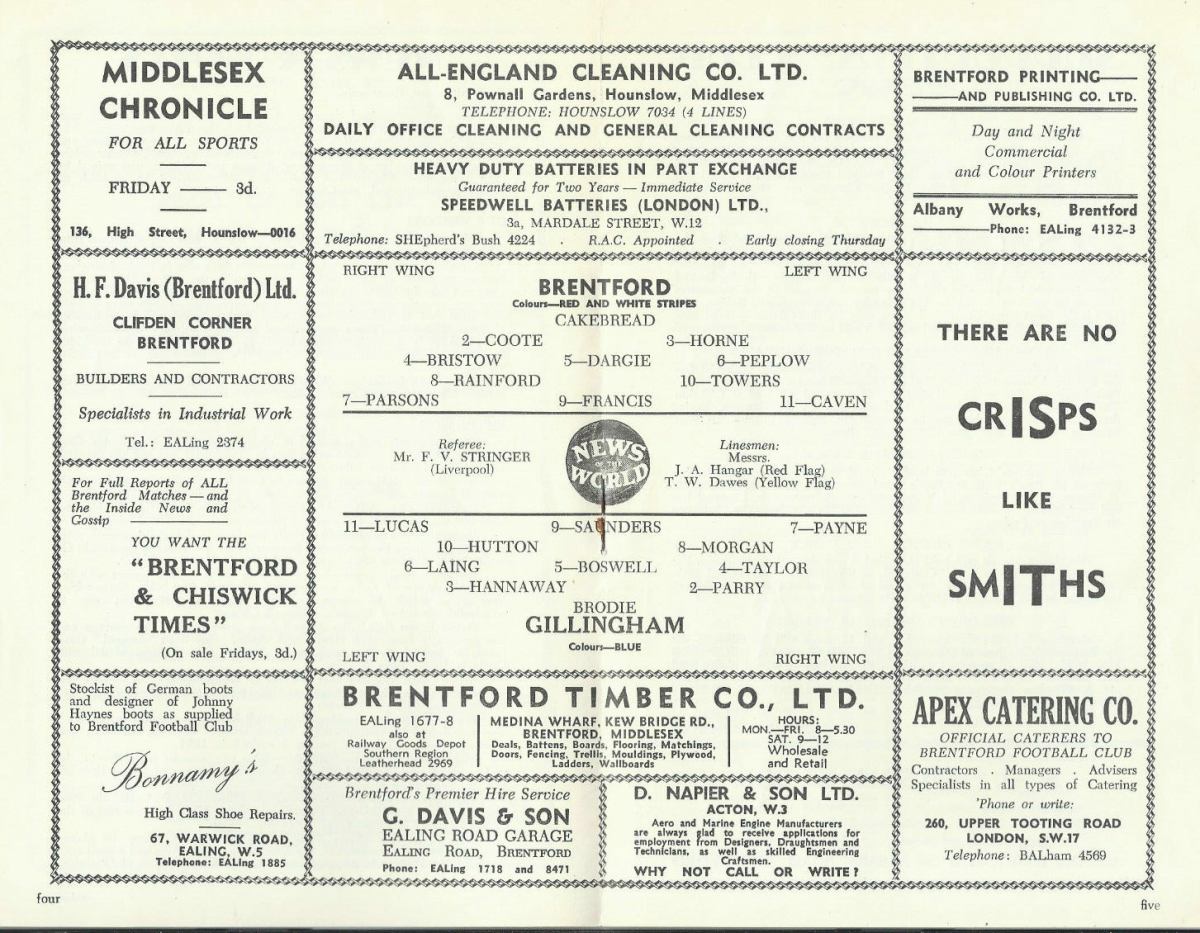 MIDDLESEX
CHRONICLE
FOR ALL SPORTS
FRIDAY —— 3d.
136, High Street, Hounslow—0016
H. F. Davis (Brentford) Ltd.
CLIFDEN CORNER
BRENTFORD
BUILDERS AND CONTRACTORS
Specialists in Industrial Work
Tel.: EALing 2374
For Full Reports of ALL
Brentford Matches — and
the Inside News and
Gossip ——
YOU WANT THE
"BRENTFORD
& CHISWICK
TIMES"
(On sale Fridays, 3d.)
Stockist of German boots
and designer of Johnny
Haynes boots as supplied
to Brentford Football Club
Bonnamy's
High Class Shoe Repairs.
67, WARWICK ROAD,
EALING, W.5
Telephone: EALing 1885
four
ALL-ENGLAND CLEANING CO. LTD.
8, Pownall Gardens, Hounslow, Middlesex
TELEPHONE: HOUNSLOW 7034 (4 LINES)
DAILY OFFICE CLEANING AND GENERAL CLEANING CONTRACTS
HEAVY DUTY BATTERIES IN PART EXCHANGE
Guaranteed for Two Years — Immediate Service
SPEEDWELL BATTERIES (LONDON) LTD.,
3a, MARDALE STREET, W.12
Telephone: SHEpherd's Bush 4224 . R.A.C. Appointed . Early closing Thursday
RIGHT WING LEFT WING
BRENTFORD
Colours—RED AND WHITE STRIPES
CAKEBREAD
2—COOTE 3—HORNE
4—BRISTOW 5—DARGIE 6—PEPLOW
8—RAINFORD 10—TOWERS
7—PARSONS 9—FRANCIS 11—CAVEN
Referee:
Mr. F. V. STRINGER
(Liverpool)
NEWS
OF THE
WORLD
Linesmen:
Messrs.
J. A. Hangar (Red Flag)
T. W. Dawes (Yellow Flag)
11—LUCAS 9—SAUNDERS 7—PAYNE
10—HUTTON 8—MORGAN
6—LAING 5—BOSWELL 4—TAYLOR
3—HANNAWAY 2—PARRY
BRODIE
GILLINGHAM
Colours—BLUE
LEFT WING RIGHT WING
BRENTFORD TIMBER CO., LTD.
EALing 1677-8
also at
Railway Goods Depot
Southern Region
Leatherhead 2969
MEDINA WHARF, KEW BRIDGE RD.,
BRENTFORD, MIDDLESEX
Deals, Battens, Boards, Flooring, Matchings,
Doors, Fencing, Trellis, Mouldings, Plywood,
Ladders, Wallboards
HOURS:
MON.—FRI. 8—5.30
SAT. 9—12
Wholesale
and Retail
Brentford's Premier Hire Service
G. DAVIS & SON
EALING ROAD GARAGE
EALING ROAD, BRENTFORD
Phone: EALing 1718 and 8471
D. NAPIER & SON LTD.
ACTON, W.3
Aero and Marine Engine Manufacturers
are always glad to receive applications for
employment from Designers, Draughtsmen and
Technicians, as well as skilled Engineering
Craftsmen.
WHY NOT CALL OR WRITE?
BRENTFORD PRINTING——
——AND PUBLISHING CO. LTD.
Day and Night
Commercial
and Colour Printers
Albany Works, Brentford
——Phone: EALing 4132-3
THERE ARE NO
CRISPS
LIKE
SMITHS
APEX CATERING CO.
OFFICIAL CATERERS TO
BRENTFORD FOOTBALL CLUB
Contractors . Managers . Advisers
Specialists in all types of Catering
'Phone or write:
260, UPPER TOOTING ROAD
LONDON, S.W.17
Telephone: BALham 4569
five